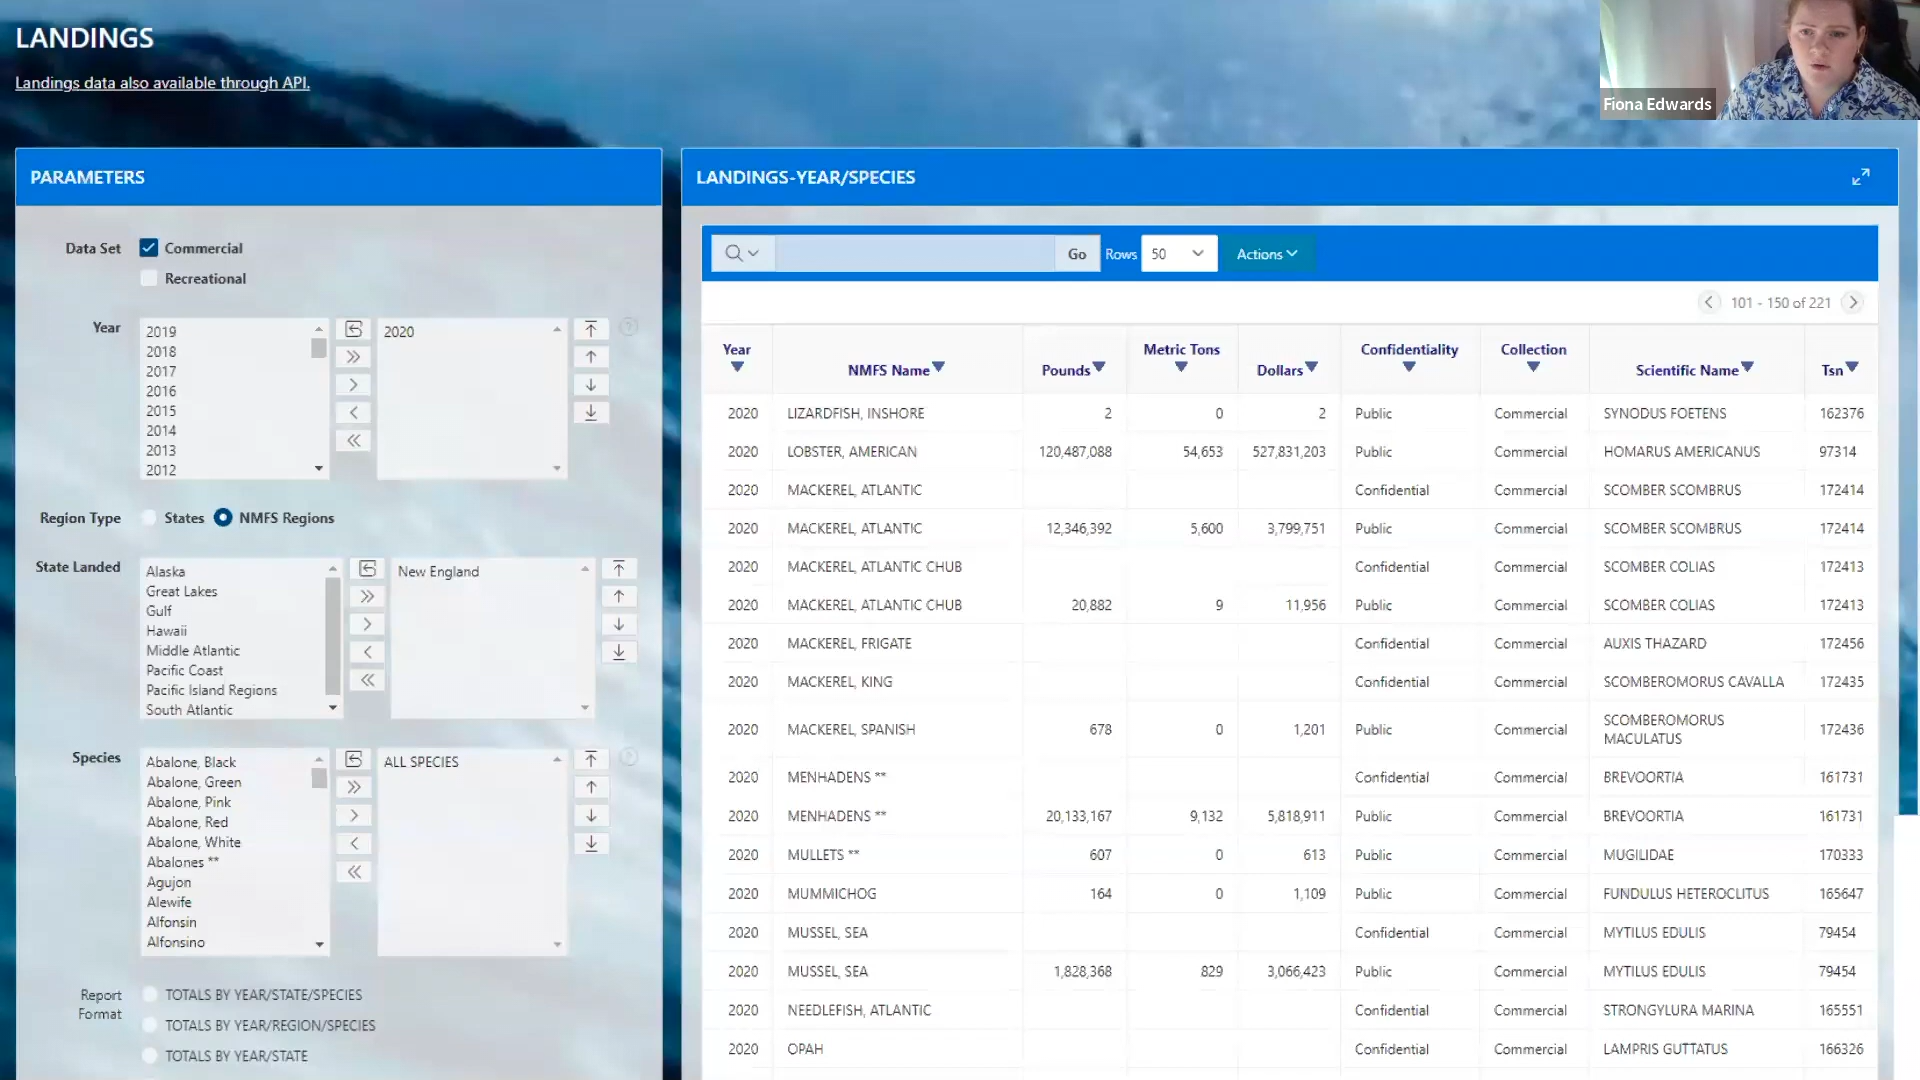 LANDINGS
Landings data also available through API.
Fiona Edwards
PARAMETERS
Data Set
Commercial
Recreational
Year
2019
2018
2017
2016
2015
2014
2013
2012
2020
Region Type
States
NMFS Regions
State Landed
Alaska
Great Lakes
Gulf
Hawaii
Middle Atlantic
Pacific Coast
Pacific Island Regions
South Atlantic
New England
Species
Abalone, Black
Abalone, Green
Abalone, Pink
Abalone, Red
Abalone, White
Abalones **
Agujon
Alewife
Alfonsin
Alfonsino
ALL SPECIES
Report
Format
TOTALS BY YEAR/STATE/SPECIES
TOTALS BY YEAR/REGION/SPECIES
TOTALS BY YEAR/STATE
LANDINGS-YEAR/SPECIES
Go Rows 50 Actions
101 - 150 of 221
Year NMFS Name Pounds Metric Tons Dollars Confidentiality Collection Scientific Name Tsn
2020 LIZARDFISH, INSHORE 2 0 2 Public Commercial SYNODUS FOETENS 162376
2020 LOBSTER, AMERICAN 120,487,088 54,653 527,831,203 Public Commercial HOMARUS AMERICANUS 97314
2020 MACKEREL, ATLANTIC Confidential Commercial SCOMBER SCOMBRUS 172414
2020 MACKEREL, ATLANTIC 12,346,392 5,600 3,799,751 Public Commercial SCOMBER SCOMBRUS 172414
2020 MACKEREL, ATLANTIC CHUB Confidential Commercial SCOMBER COLIAS 172413
2020 MACKEREL, ATLANTIC CHUB 20,882 9 11,956 Public Commercial SCOMBER COLIAS 172413
2020 MACKEREL, FRIGATE Confidential Commercial AUXIS THAZARD 172456
2020 MACKEREL, KING Confidential Commercial SCOMBEROMORUS CAVALLA 172435
2020 MACKEREL, SPANISH 678 0 1,201 Public Commercial SCOMBEROMORUS MACULATUS 172436
2020 MENHADENS ** Confidential Commercial BREVOORTIA 161731
2020 MENHADENS ** 20,133,167 9,132 5,818,911 Public Commercial BREVOORTIA 161731
2020 MULLETS ** 607 0 613 Public Commercial MUGILIDAE 170333
2020 MUMMICHOG 164 0 1,109 Public Commercial FUNDULUS HETEROCLITUS 165647
2020 MUSSEL, SEA Confidential Commercial MYTILUS EDULIS 79454
2020 MUSSEL, SEA 1,828,368 829 3,066,423 Public Commercial MYTILUS EDULIS 79454
2020 NEEDLEFISH, ATLANTIC Confidential Commercial STRONGYLURA MARINA 165551
2020 OPAH Confidential Commercial LAMPRIS GUTTATUS 166326